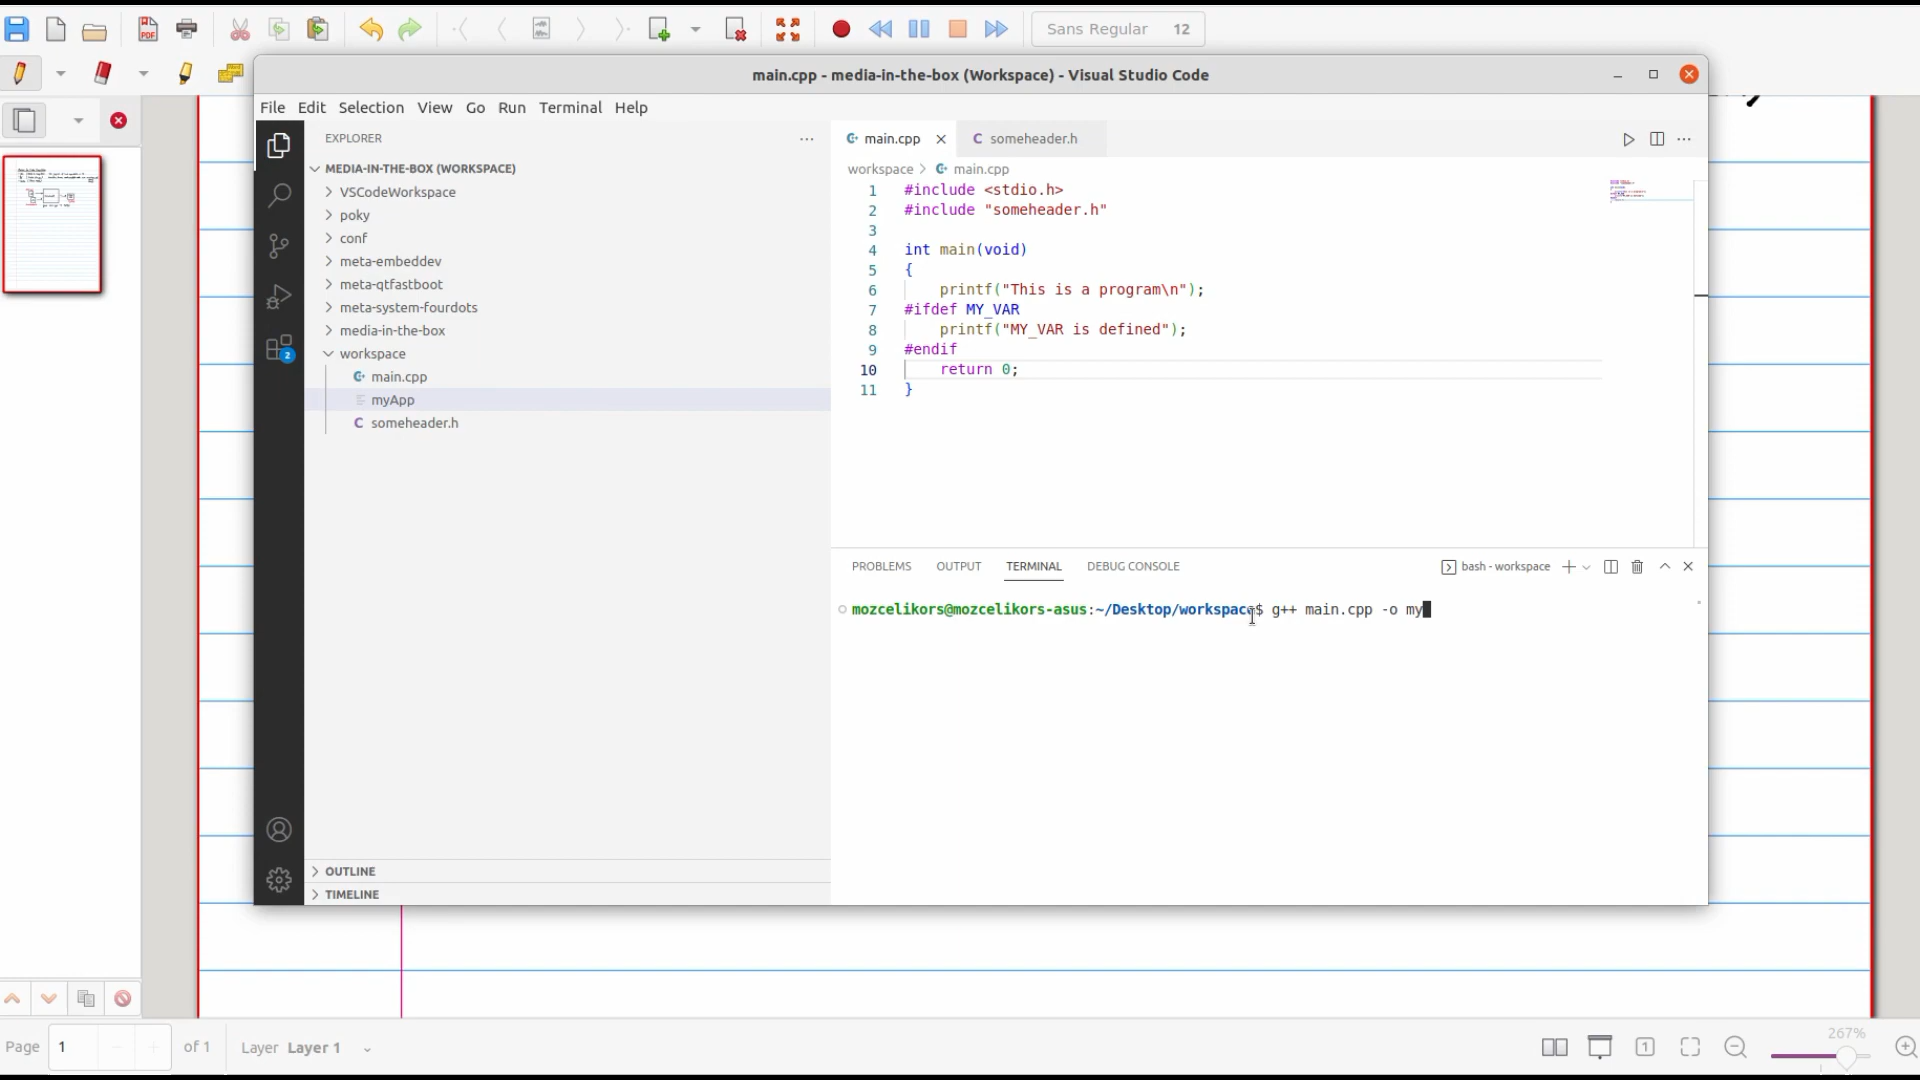 Sans Regular 12
main.cpp - media-in-the-box (Workspace) - Visual Studio Code
File Edit Selection View Go Run Terminal Help
EXPLORER
MEDIA-IN-THE-BOX (WORKSPACE)
VSCodeWorkspace
poky
conf
meta-embeddev
meta-qtfastboot
meta-system-fourdots
media-in-the-box
workspace
main.cpp
myApp
someheader.h
OUTLINE
TIMELINE
2
main.cpp someheader.h
workspace > main.cpp
1 #include <stdio.h>
2 #include "someheader.h"
3
4 int main(void)
5 {
6 printf("This is a program\n");
7 #ifdef MY_VAR
8 printf("MY_VAR is defined");
9 #endif
10 return 0;
11 }
PROBLEMS OUTPUT TERMINAL DEBUG CONSOLE bash - workspace
mozcelikors@mozcelikors-asus:~/Desktop/workspace$ g++ main.cpp -o my
Page 1 of 1 Layer Layer 1 267%